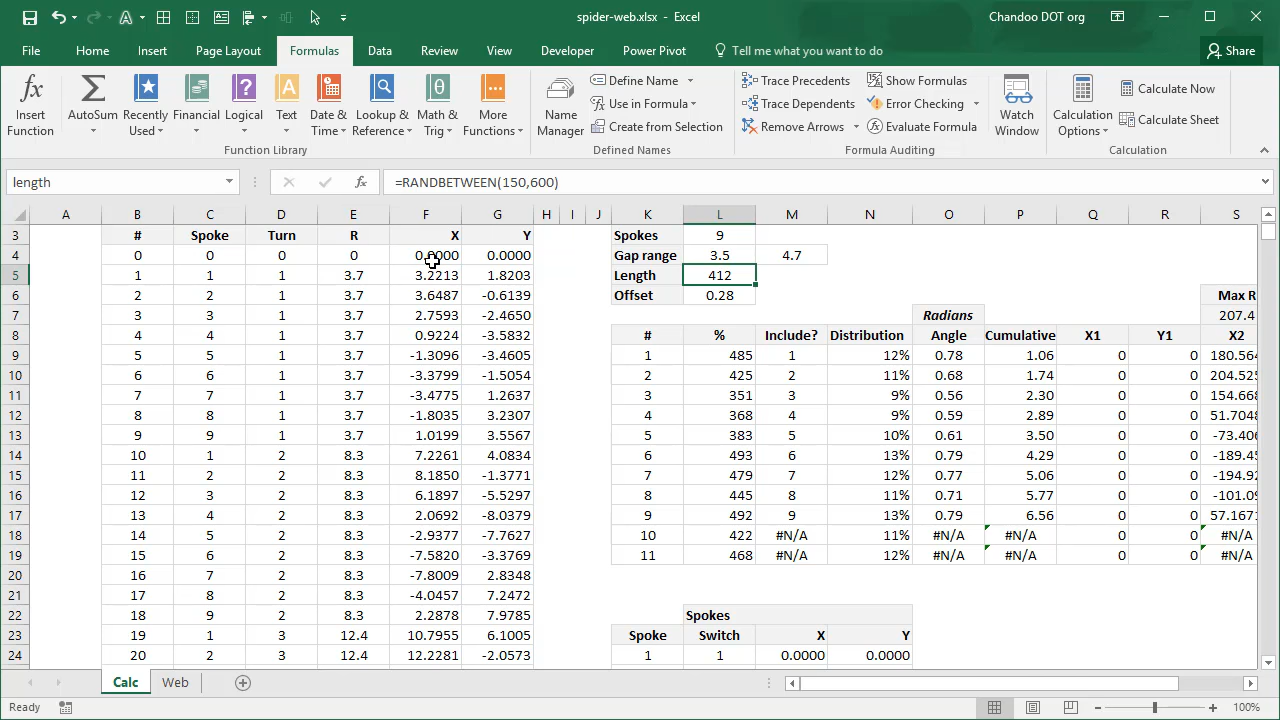 spider-web.xlsx - Excel
Chandoo DOT org
File Home Insert Page Layout Formulas Data Review View Developer Power Pivot Tell me what you want to do Share
Insert Function
AutoSum
Recently Used
Financial
Logical
Text
Date & Time
Lookup & Reference
Math & Trig
More Functions
Function Library
Name Manager
Define Name
Use in Formula
Create from Selection
Defined Names
Trace Precedents
Trace Dependents
Remove Arrows
Show Formulas
Error Checking
Evaluate Formula
Formula Auditing
Watch Window
Calculation Options
Calculate Now
Calculate Sheet
Calculation
length fx =RANDBETWEEN(150,600)
A B C D E F G H I J K L M N O P Q R S
3 # Spoke Turn R X Y Spokes 9
4 0 0 0 0 0.0000 0.0000 Gap range 3.5 4.7
5 1 1 1 3.7 3.2213 1.8203 Length 412
6 2 2 1 3.7 3.6487 -0.6139 Offset 0.28 Max R
7 3 3 1 3.7 2.7593 -2.4650 Radians 207.4
8 4 4 1 3.7 0.9224 -3.5832 # % Include? Distribution Angle Cumulative X1 Y1 X2
9 5 5 1 3.7 -1.3096 -3.4605 1 485 1 12% 0.78 1.06 0 0 180.564
10 6 6 1 3.7 -3.3799 -1.5054 2 425 2 11% 0.68 1.74 0 0 204.525
11 7 7 1 3.7 -3.4775 1.2637 3 351 3 9% 0.56 2.30 0 0 154.668
12 8 8 1 3.7 -1.8035 3.2307 4 368 4 9% 0.59 2.89 0 0 51.7048
13 9 9 1 3.7 1.0199 3.5567 5 383 5 10% 0.61 3.50 0 0 -73.406
14 10 1 2 8.3 7.2261 4.0834 6 493 6 13% 0.79 4.29 0 0 -189.45
15 11 2 2 8.3 8.1850 -1.3771 7 479 7 12% 0.77 5.06 0 0 -194.92
16 12 3 2 8.3 6.1897 -5.5297 8 445 8 11% 0.71 5.77 0 0 -101.09
17 13 4 2 8.3 2.0692 -8.0379 9 492 9 13% 0.79 6.56 0 0 57.1671
18 14 5 2 8.3 -2.9377 -7.7627 10 422 #N/A 11% #N/A #N/A 0 0 #N/A
19 15 6 2 8.3 -7.5820 -3.3769 11 468 #N/A 12% #N/A #N/A 0 0 #N/A
20 16 7 2 8.3 -7.8009 2.8348
21 17 8 2 8.3 -4.0457 7.2472
22 18 9 2 8.3 2.2878 7.9785 Spokes
23 19 1 3 12.4 10.7955 6.1005 Spoke Switch X Y
24 20 2 3 12.4 12.2281 -2.0573 1 1 0.0000 0.0000
Calc Web
Ready 100%